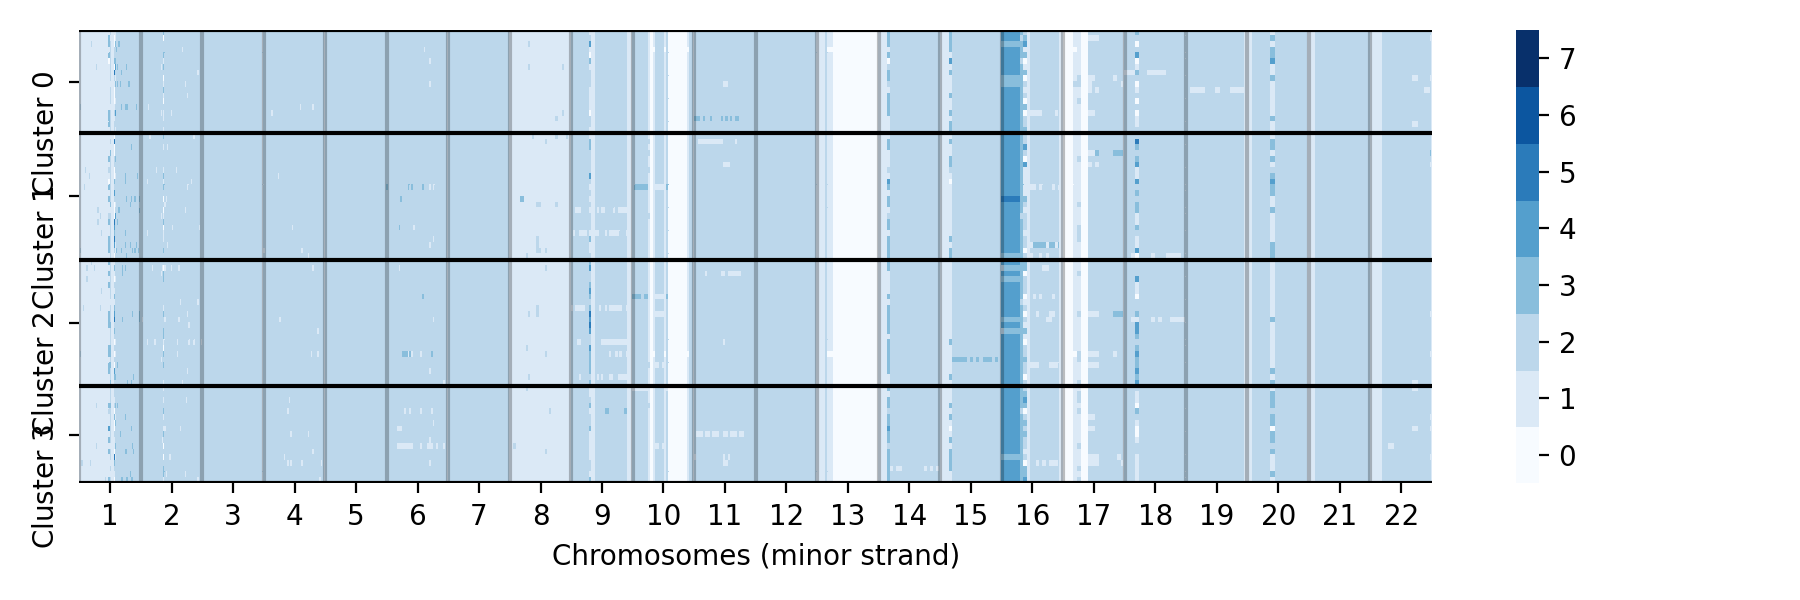 Cluster 0
Cluster 1
Cluster 2
Cluster 3
1 2 3 4 5 6 7 8 9 10 11 12 13 14 15 16 17 18 19 20 21 22
Chromosomes (minor strand)
7
6
5
4
3
2
1
0